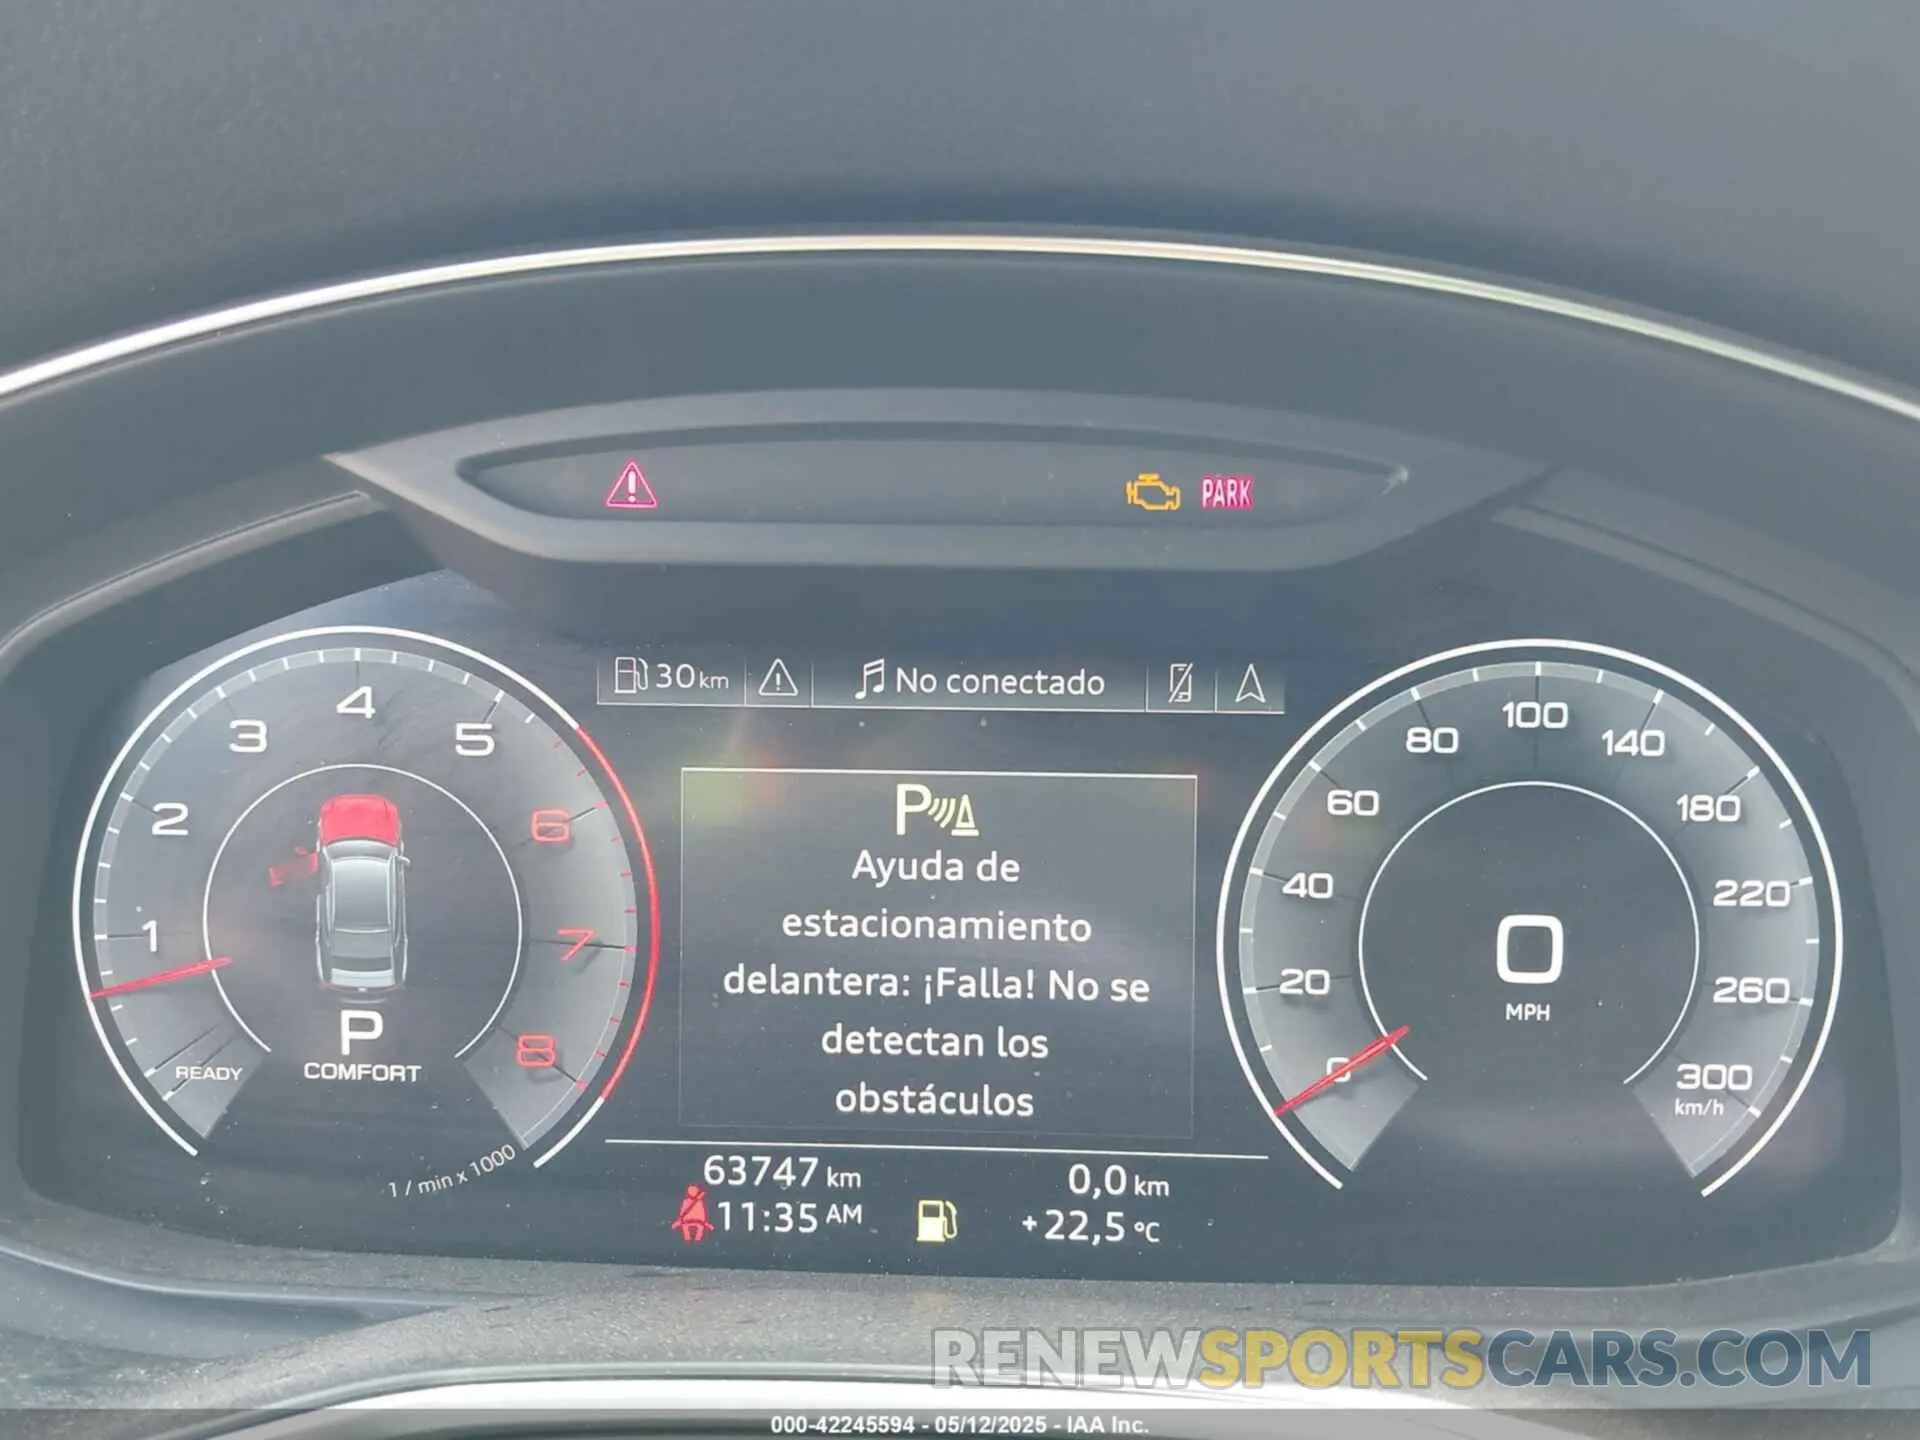 PARK
30 km
No conectado
1
2
3
4
5
6
7
8
READY
P
COMFORT
1 / min x 1000
P
Ayuda de
estacionamiento
delantera: ¡Falla! No se
detectan los
obstáculos
63747 km
0,0 km
11:35 AM
+22,5 °C
0
20
40
60
80
100
140
180
220
260
300
km/h
0
MPH
RENEWSPORTSCARS.COM
000-42245594 - 05/12/2025 - IAA Inc.